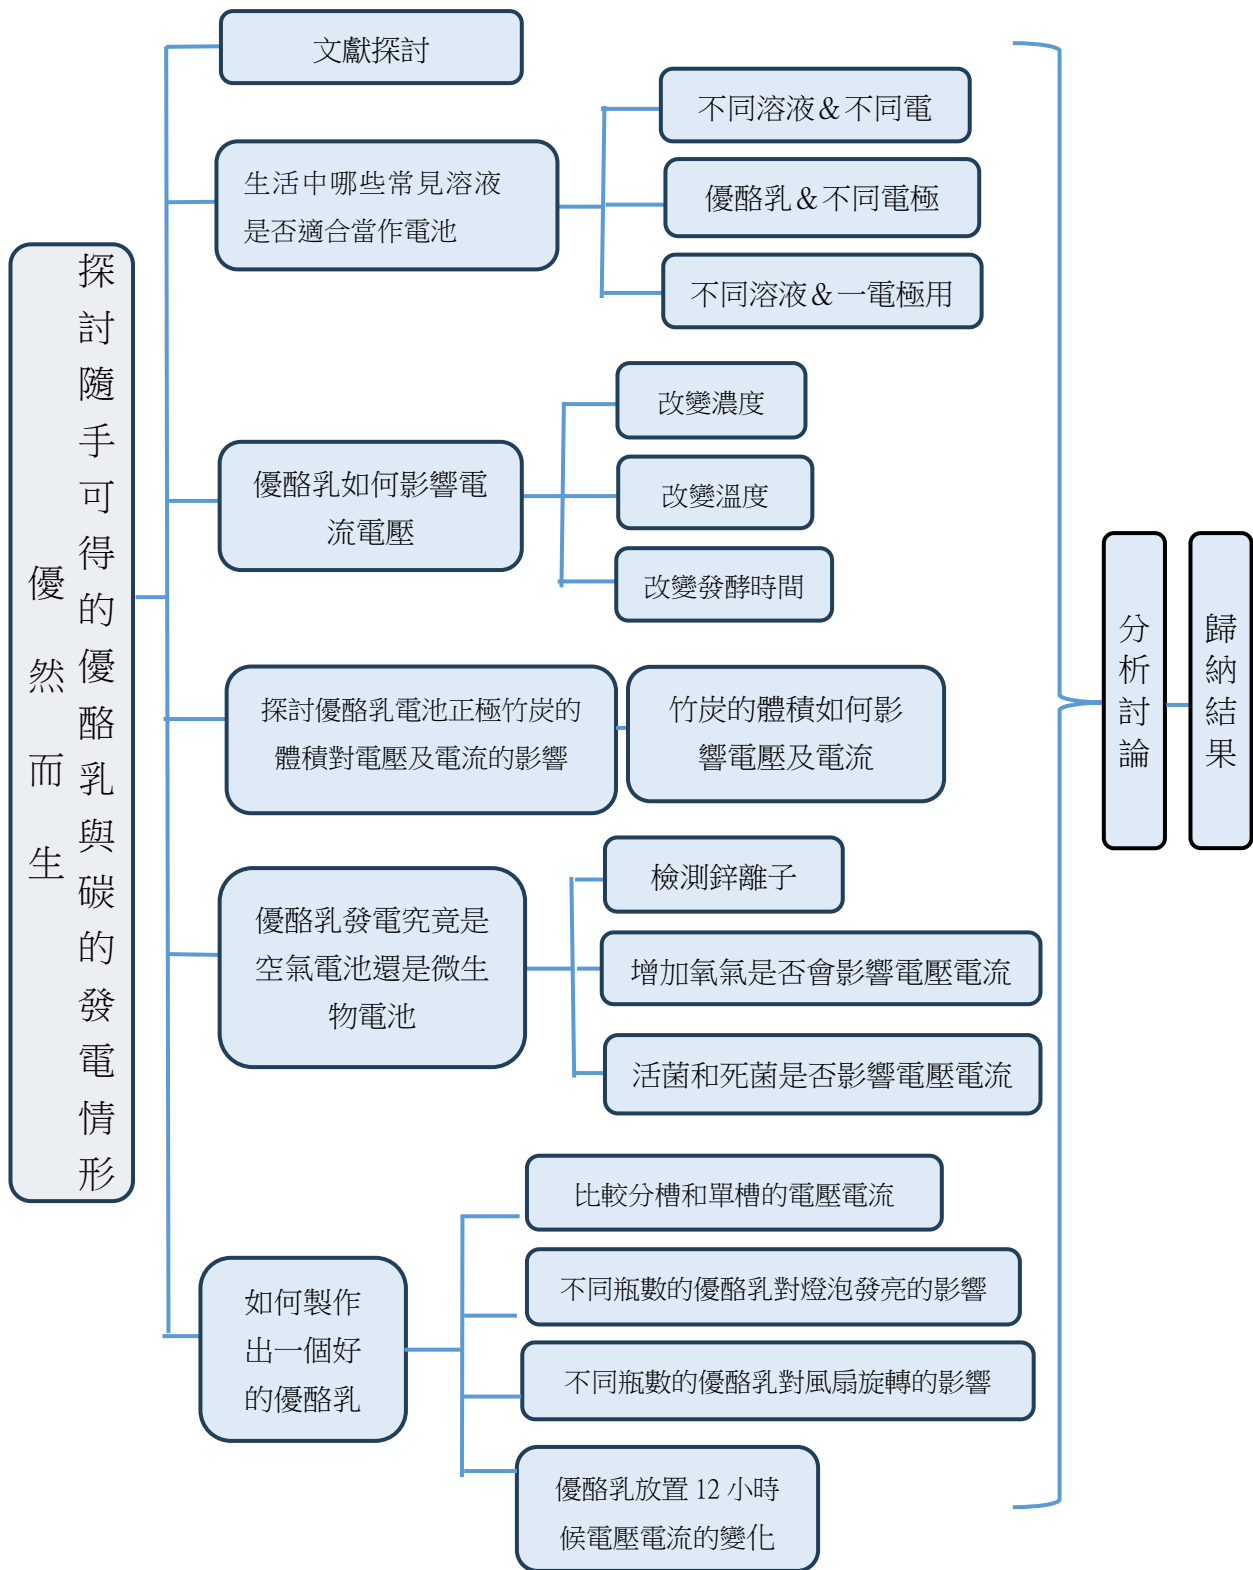 優然而生
探討隨手可得的優酪乳與碳的發電情形
文獻探討
生活中哪些常見溶液
是否適合當作電池
不同溶液＆不同電
優酪乳＆不同電極
不同溶液＆一電極用
優酪乳如何影響電
流電壓
改變濃度
改變溫度
改變發酵時間
探討優酪乳電池正極竹炭的
體積對電壓及電流的影響
竹炭的體積如何影
響電壓及電流
優酪乳發電究竟是
空氣電池還是微生
物電池
檢測鋅離子
增加氧氣是否會影響電壓電流
活菌和死菌是否影響電壓電流
如何製作
出一個好
的優酪乳
比較分槽和單槽的電壓電流
不同瓶數的優酪乳對燈泡發亮的影響
不同瓶數的優酪乳對風扇旋轉的影響
優酪乳放置 12 小時
候電壓電流的變化
分析討論
歸納結果